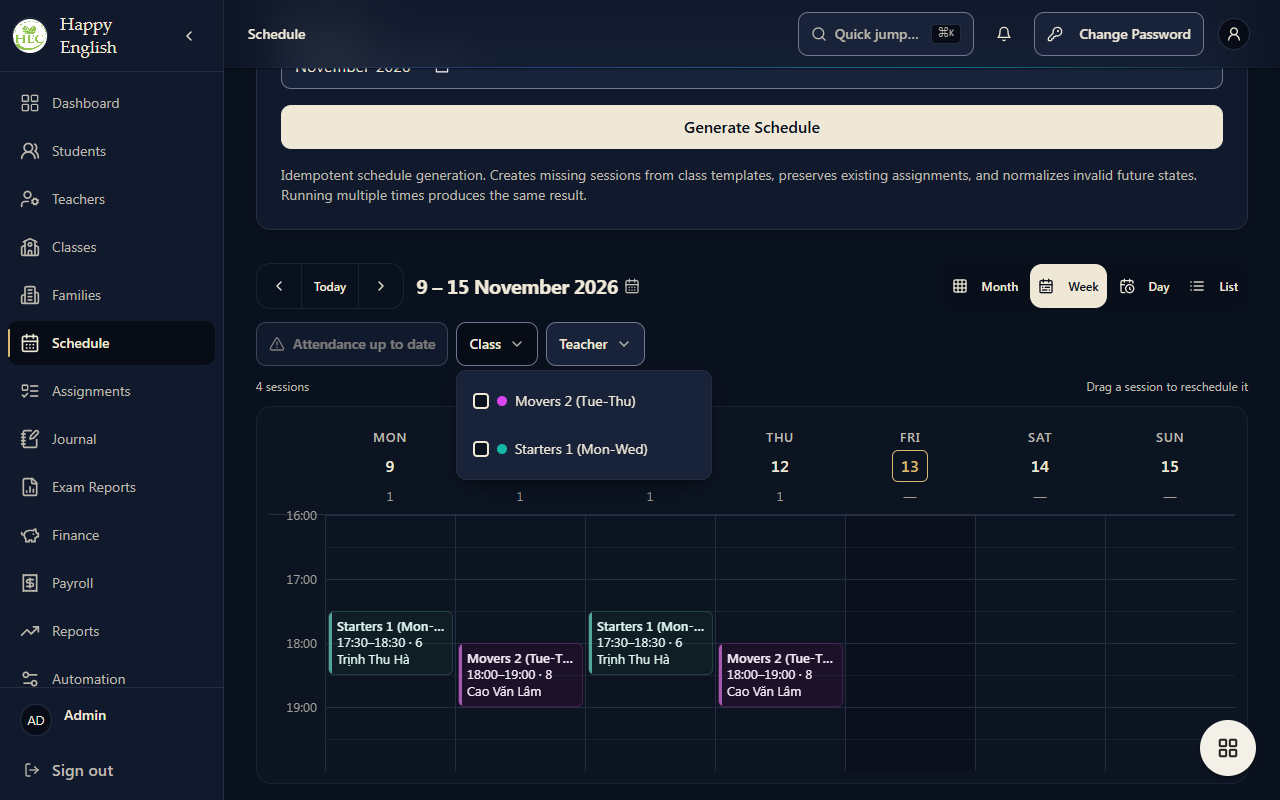 HEC
Happy
English
Dashboard
Students
Teachers
Classes
Families
Schedule
Assignments
Journal
Exam Reports
Finance
Payroll
Reports
Automation
AD
Admin
Sign out
Schedule
Quick jump...
⌘K
Change Password
November 2026
Generate Schedule
Idempotent schedule generation. Creates missing sessions from class templates, preserves existing assignments, and normalizes invalid future states.
Running multiple times produces the same result.
Today
9 – 15 November 2026
Month
Week
Day
List
Attendance up to date
Class
Teacher
4 sessions
Drag a session to reschedule it
Movers 2 (Tue-Thu)
Starters 1 (Mon-Wed)
MON
THU
FRI
SAT
SUN
9
12
13
14
15
1
1
1
1
—
—
—
16:00
17:00
18:00
19:00
Starters 1 (Mon-...
17:30–18:30 · 6
Trịnh Thu Hà
Movers 2 (Tue-T...
18:00–19:00 · 8
Cao Văn Lâm
Starters 1 (Mon-...
17:30–18:30 · 6
Trịnh Thu Hà
Movers 2 (Tue-T...
18:00–19:00 · 8
Cao Văn Lâm